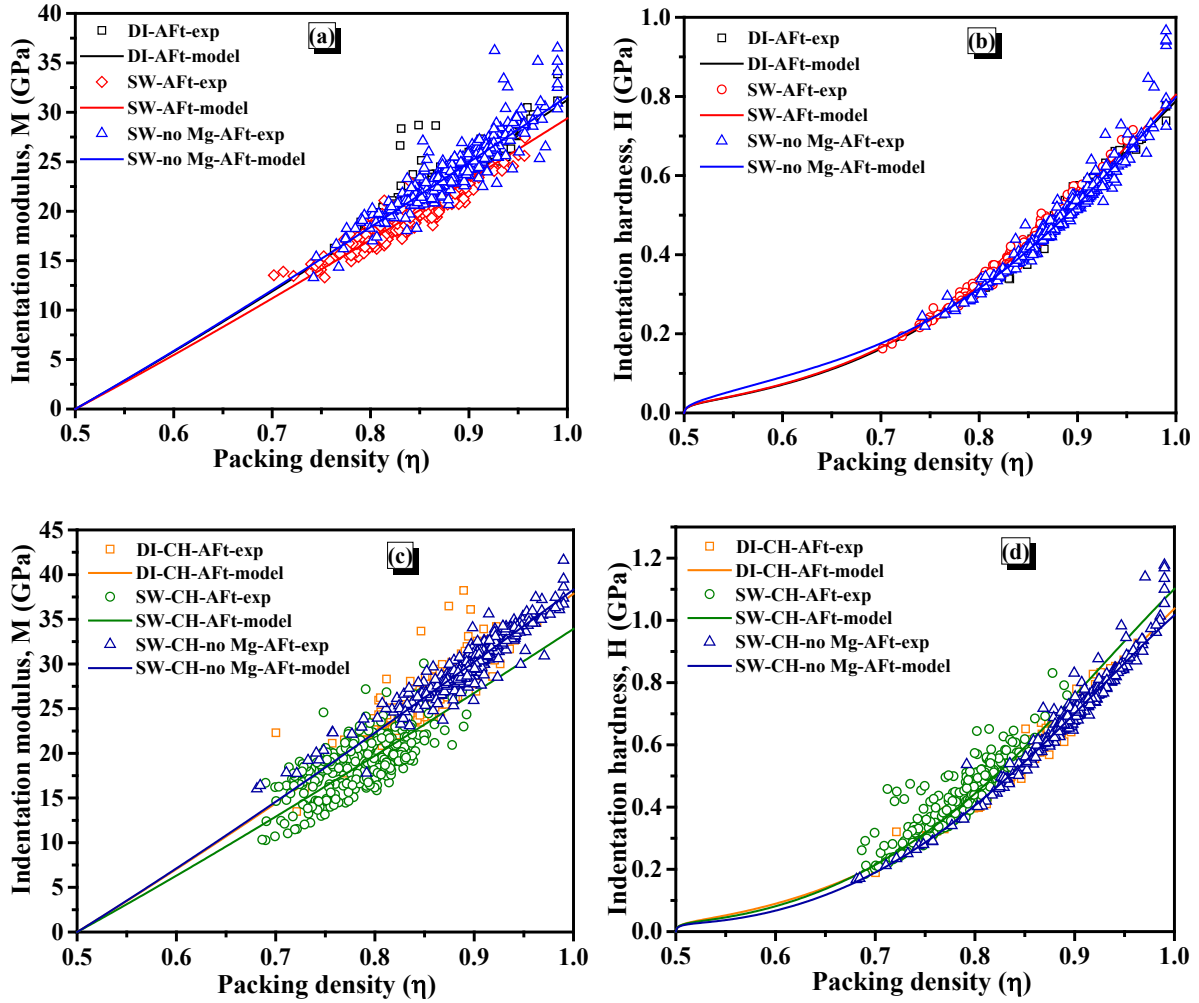 (a)
DI-AFt-exp
DI-AFt-model
SW-AFt-exp
SW-AFt-model
SW-no Mg-AFt-exp
SW-no Mg-AFt-model
Indentation modulus, M (GPa)
40
35
30
25
20
15
10
5
0
0.5 0.6 0.7 0.8 0.9 1.0
Packing density (η)
(b)
DI-AFt-exp
DI-AFt-model
SW-AFt-exp
SW-AFt-model
SW-no Mg-AFt-exp
SW-no Mg-AFt-model
Indentation hardness, H (GPa)
1.0
0.8
0.6
0.4
0.2
0.0
0.5 0.6 0.7 0.8 0.9 1.0
Packing density (η)
(c)
DI-CH-AFt-exp
DI-CH-AFt-model
SW-CH-AFt-exp
SW-CH-AFt-model
SW-CH-no Mg-AFt-exp
SW-CH-no Mg-AFt-model
Indentation modulus, M (GPa)
45
40
35
30
25
20
15
10
5
0
0.5 0.6 0.7 0.8 0.9 1.0
Packing density (η)
(d)
DI-CH-AFt-exp
DI-CH-AFt-model
SW-CH-AFt-exp
SW-CH-AFt-model
SW-CH-no Mg-AFt-exp
SW-CH-no Mg-AFt-model
Indentation hardness, H (GPa)
1.2
1.0
0.8
0.6
0.4
0.2
0.0
0.5 0.6 0.7 0.8 0.9 1.0
Packing density (η)